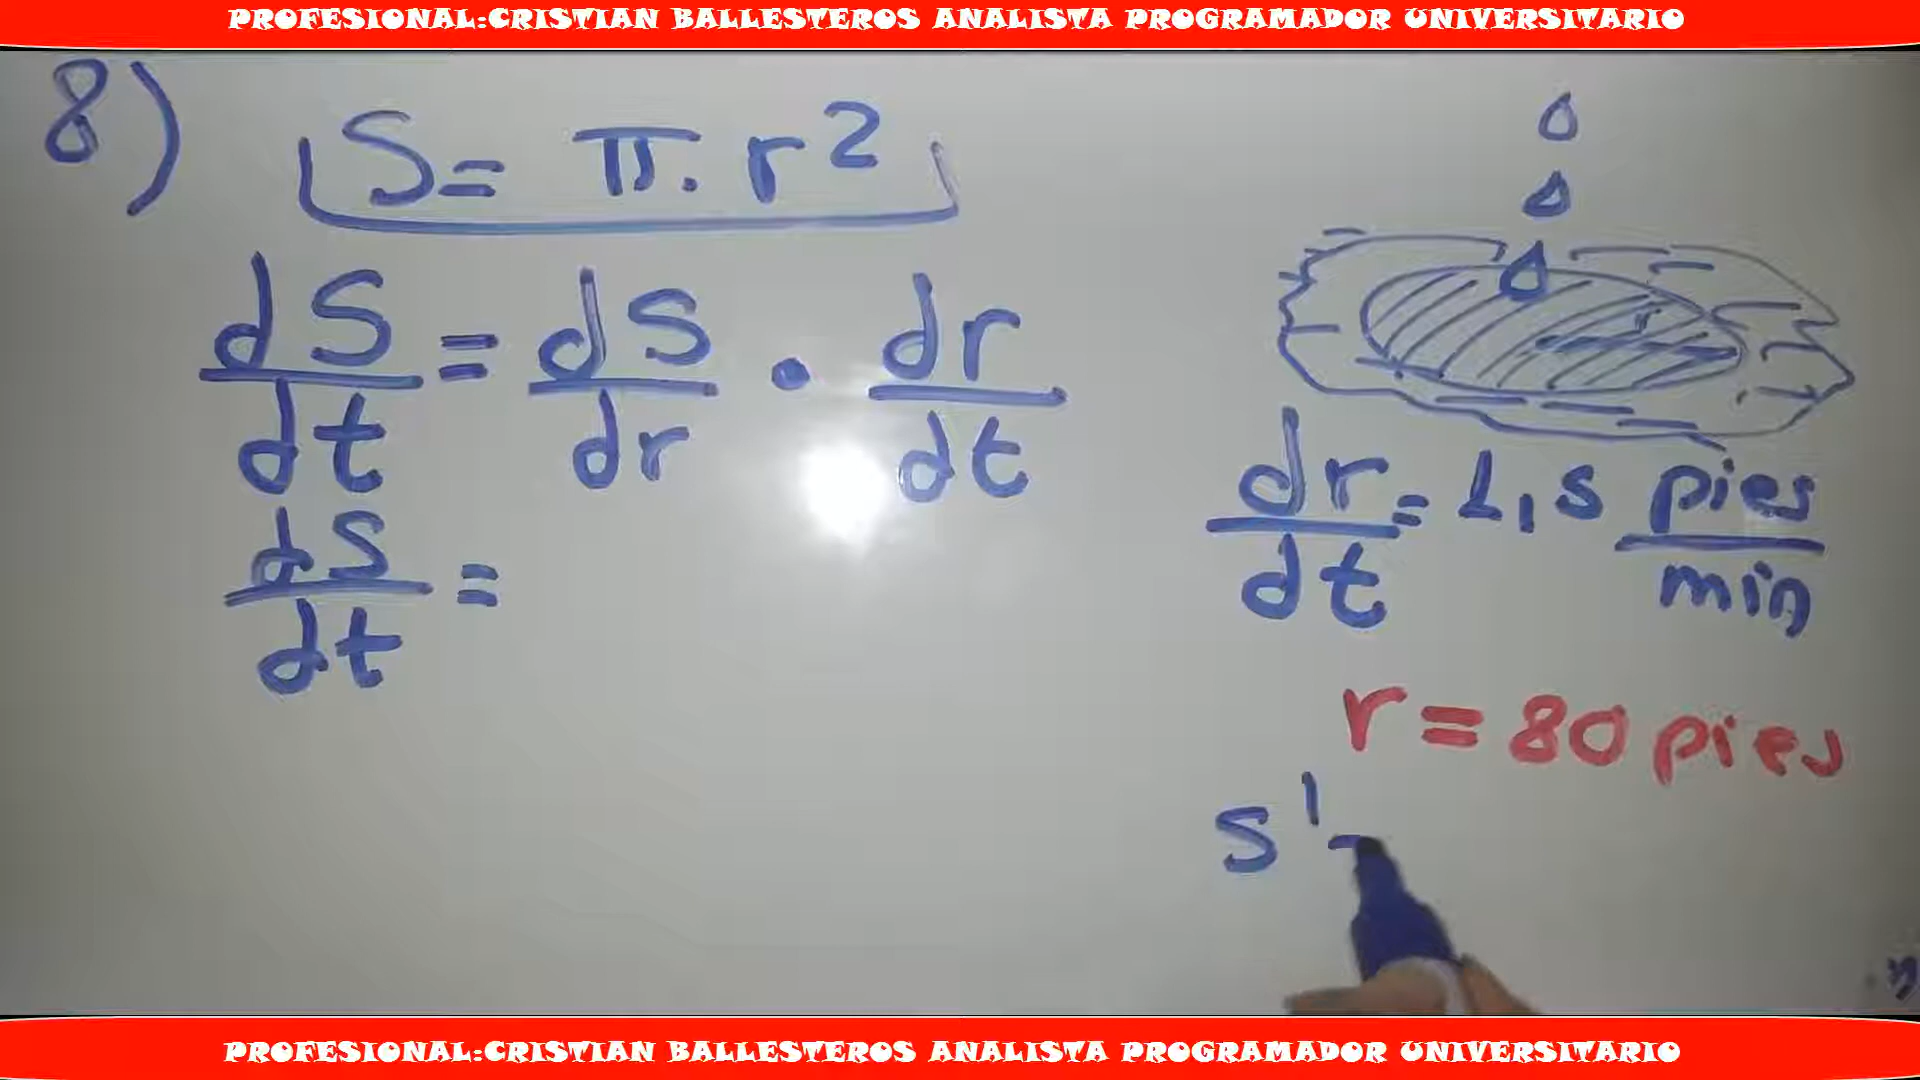 PROFESIONAL:CRISTIAN BALLESTEROS ANALISTA PROGRAMADOR UNIVERSITARIO
8) S = π. r²
dS/dt = dS/dr • dr/dt
r
dr/dt = 1,5 pies/min
dS/dt =
r = 80 pies
S' -
PROFESIONAL:CRISTIAN BALLESTEROS ANALISTA PROGRAMADOR UNIVERSITARIO